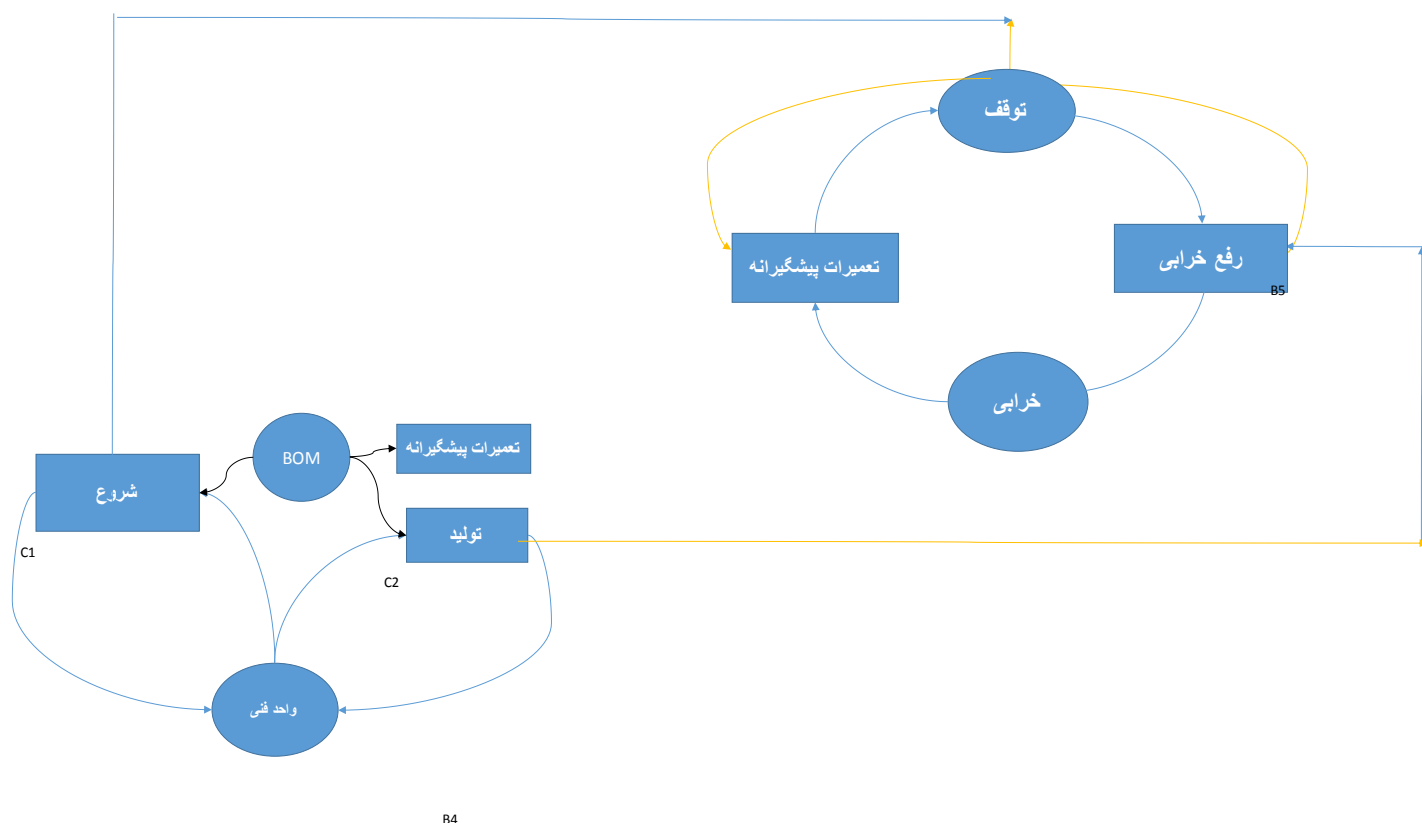 توقف
تعمیرات پیشگیرانه
رفع خرابی
B5
خرابی
BOM
تعمیرات پیشگیرانه
شروع
تولید
C1
C2
واحد فنی
B4